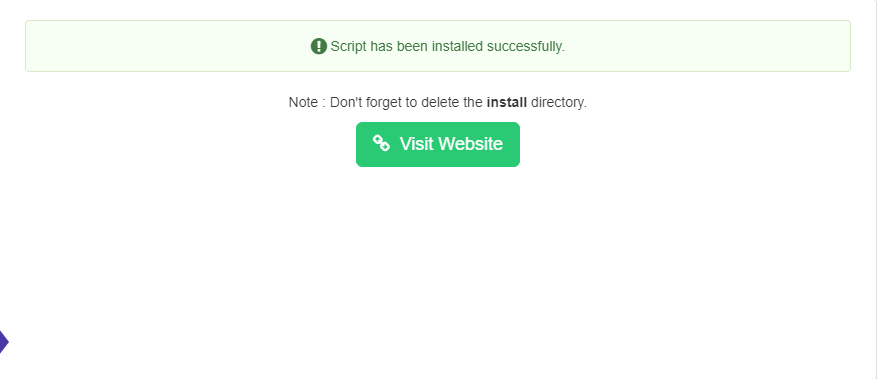 Script has been installed successfully.
Note : Don't forget to delete the install directory.
Visit Website